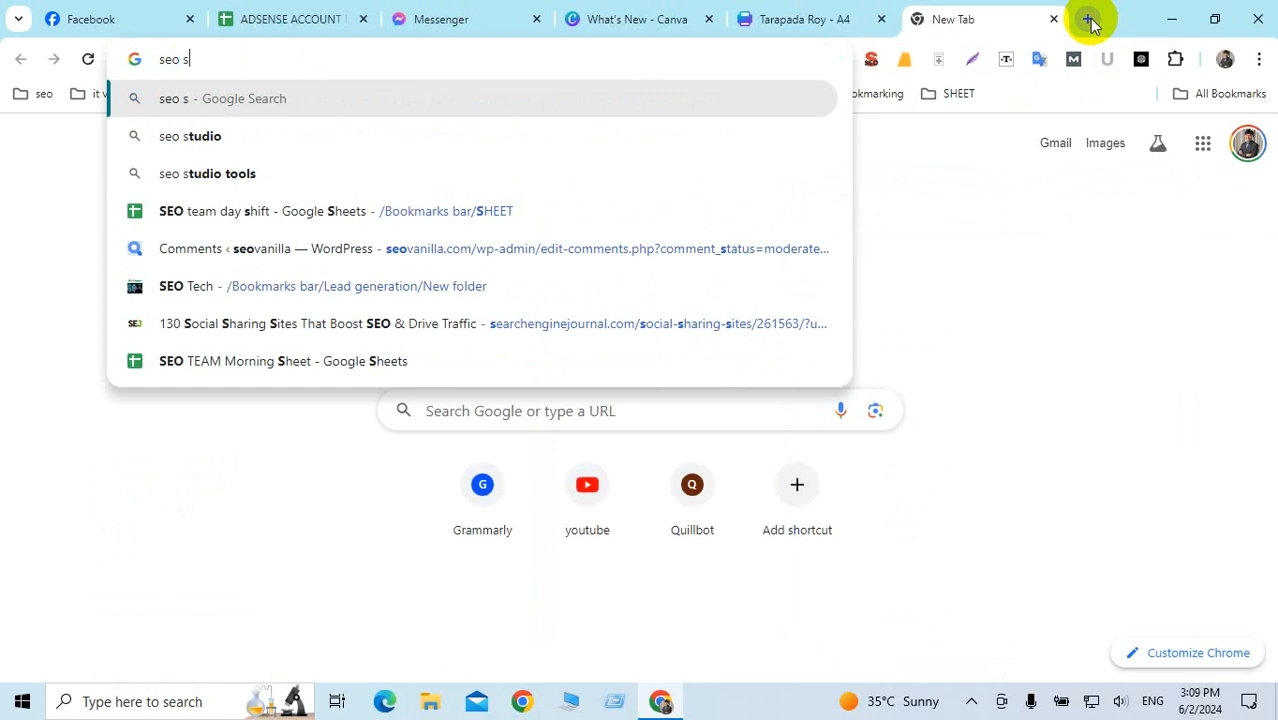 Facebook
ADSENSE ACCOUNT
Messenger
What's New - Canva
Tarapada Roy - A4
New Tab
seo s
seo
it
okmarking
SHEET
All Bookmarks
seo s - Google Search
seo studio
seo studio tools
SEO team day shift - Google Sheets - /Bookmarks bar/SHEET
Comments ‹ seovanilla — WordPress - seovanilla.com/wp-admin/edit-comments.php?comment_status=moderate...
SEO Tech - /Bookmarks bar/Lead generation/New folder
130 Social Sharing Sites That Boost SEO & Drive Traffic - searchenginejournal.com/social-sharing-sites/261563/?u...
SEO TEAM Morning Sheet - Google Sheets
Gmail
Images
Search Google or type a URL
G
Q
Grammarly
youtube
Quillbot
Add shortcut
Customize Chrome
Type here to search
35°C Sunny
ENG
3:09 PM
6/2/2024